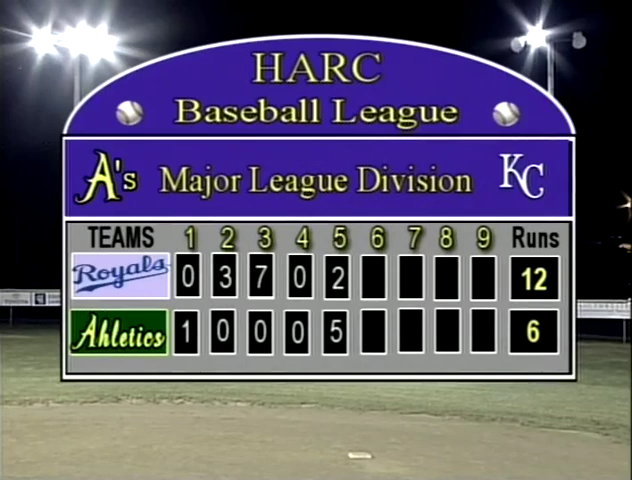 HARC
Baseball League
A's Major League Division KC
TEAMS 1 2 3 4 5 6 7 8 9 Runs
Royals 0 3 7 0 2 12
Ahletics 1 0 0 0 5 6